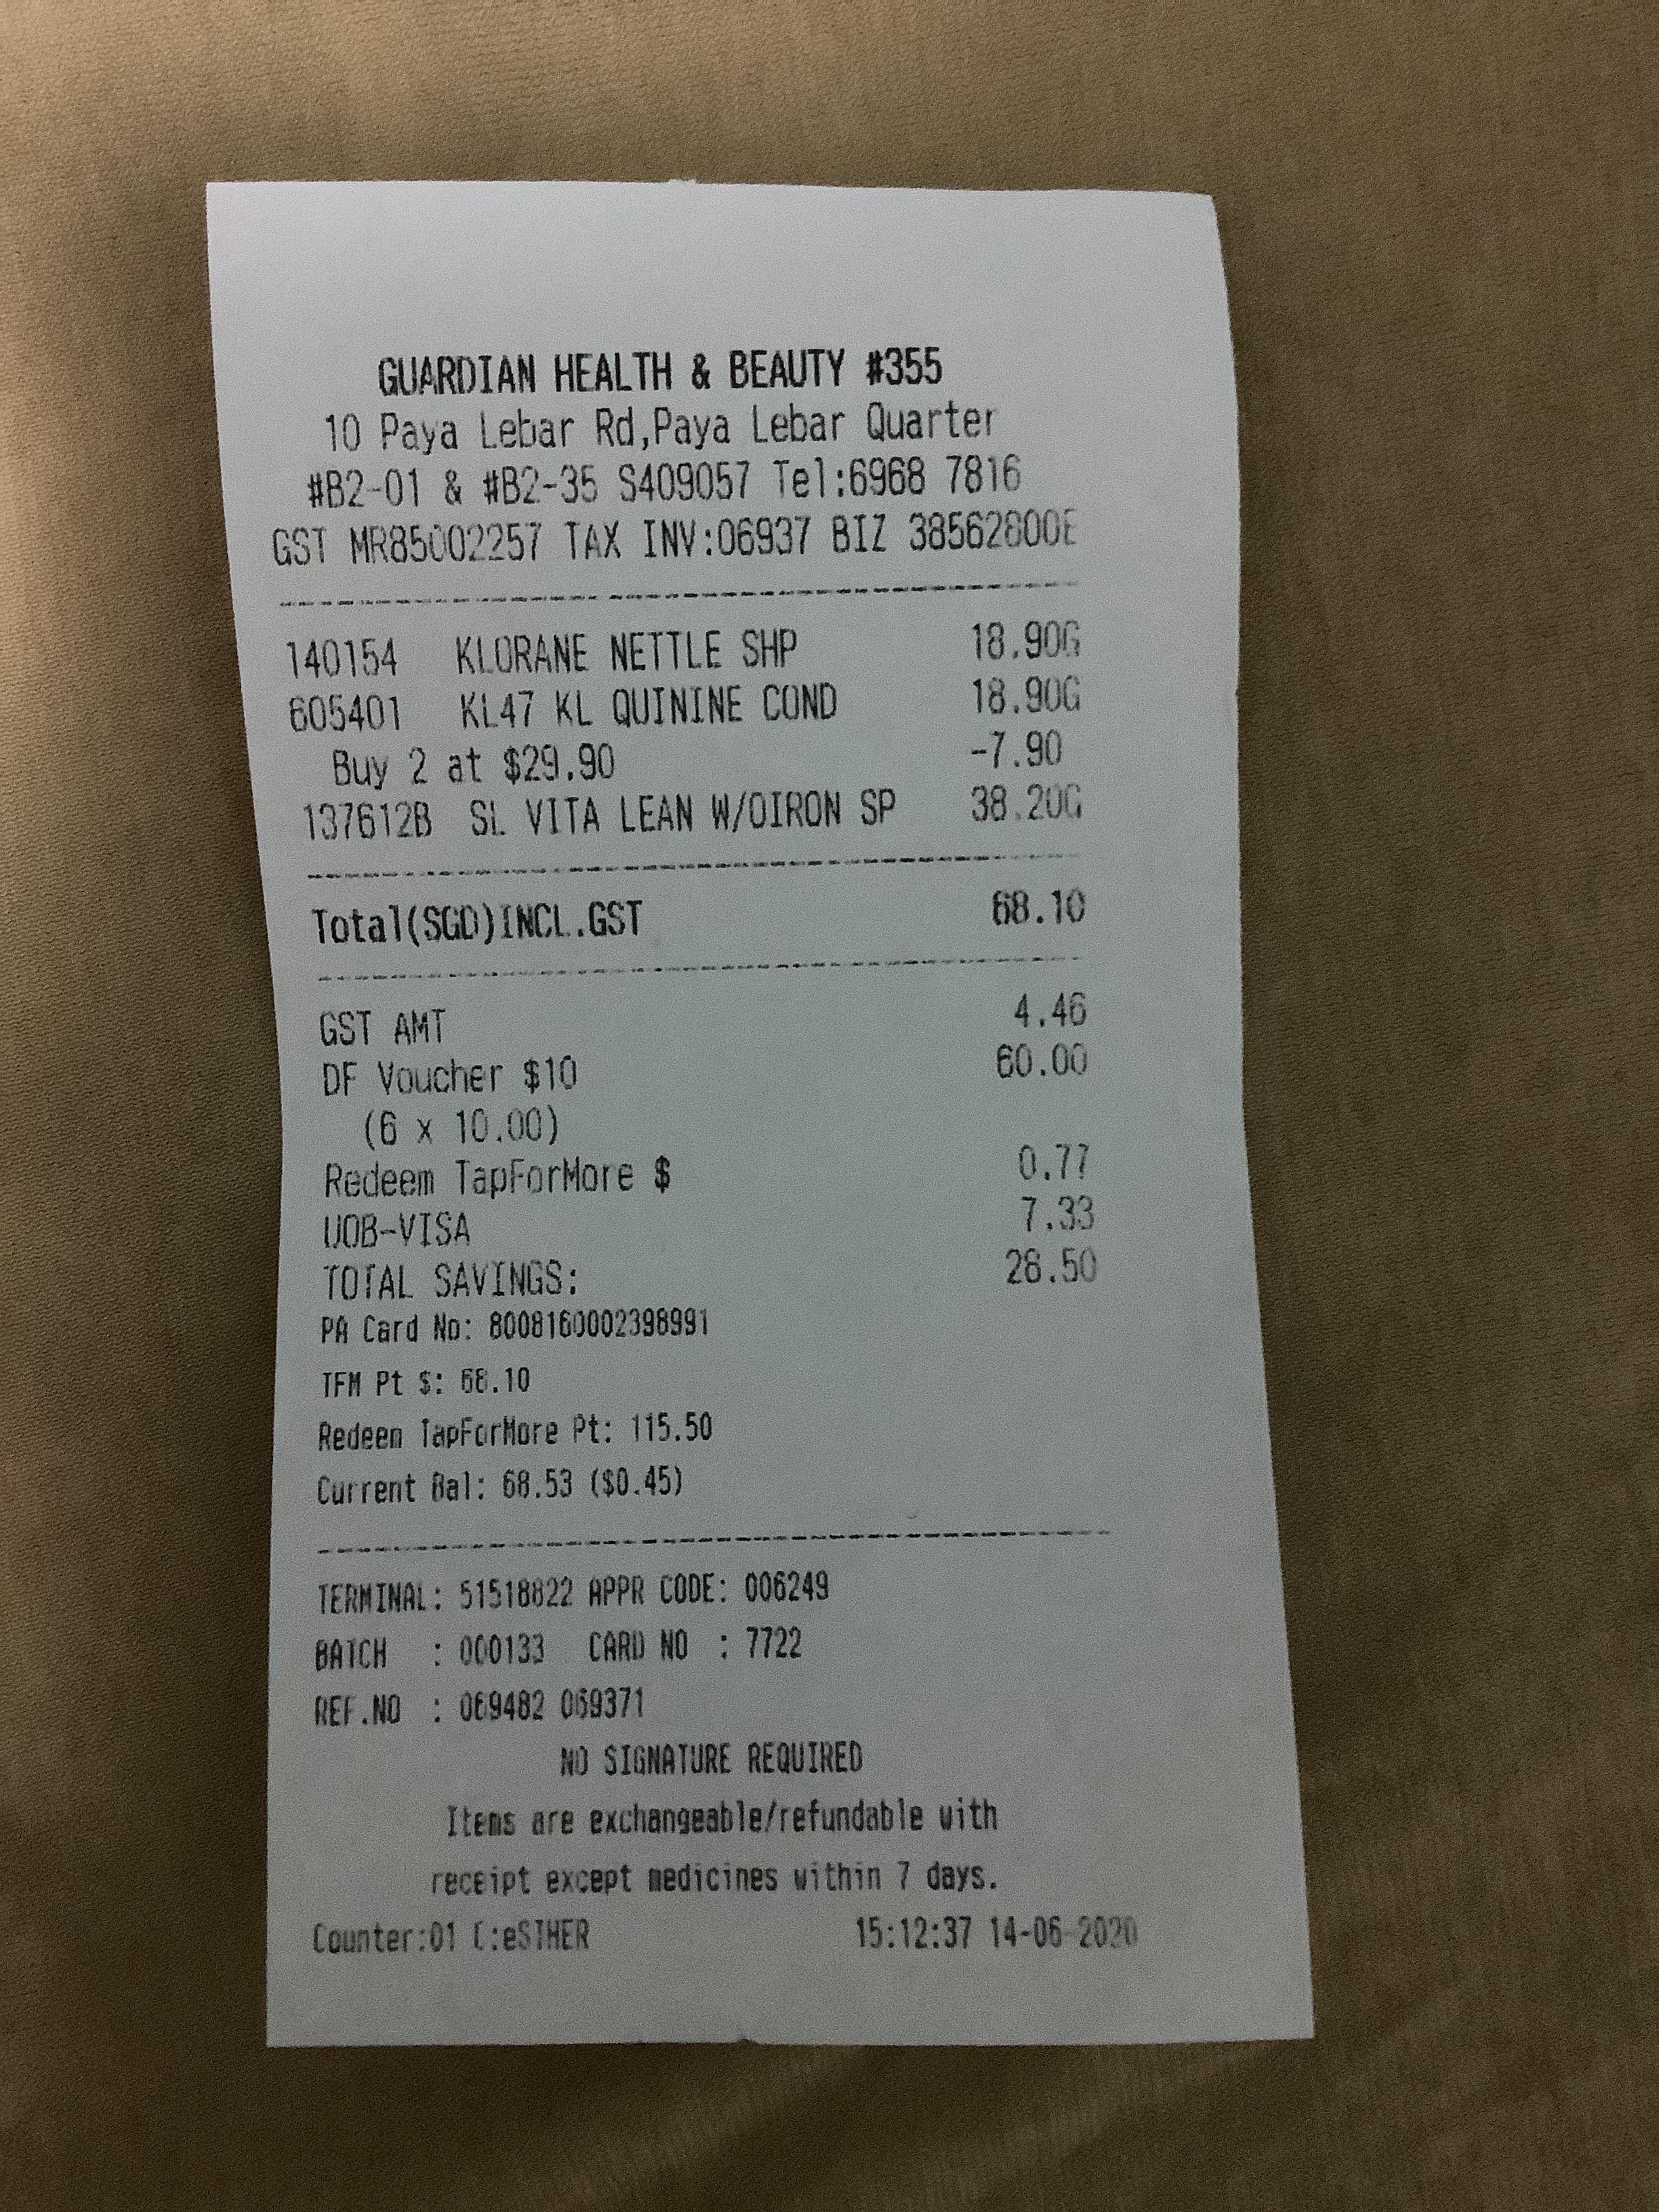 GUARDIAN HEALTH & BEAUTY #355
10 Paya Lebar Rd,Paya Lebar Quarter
#B2-01 & #B2-35 S409057 Tel:6968 7816
GST MR85002257 TAX INV:06937 BIZ 38562800E
140154 KLORANE NETTLE SHP 18.90G
605401 KL47 KL QUININE COND 18.90G
Buy 2 at $29.90 -7.90
137612B SL VITA LEAN W/OIRON SP 38.20G
Total(SGD)INCL.GST 68.10
GST AMT 4.46
DF Voucher $10 60.00
(6 x 10.00)
Redeem TapForMore $ 0.77
UOB-VISA 7.33
TOTAL SAVINGS: 28.50
PA Card No: 8008160002398991
TFM Pt $: 68.10
Redeem TapForMore Pt: 115.50
Current Bal: 68.53 ($0.45)
TERMINAL: 51518822 APPR CODE: 006249
BATCH : 000133 CARD NO : 7722
REF.NO : 069482 069371
NO SIGNATURE REQUIRED
Items are exchangeable/refundable with
receipt except medicines within 7 days.
Counter:01 C:eSTHER 15:12:37 14-06-2020